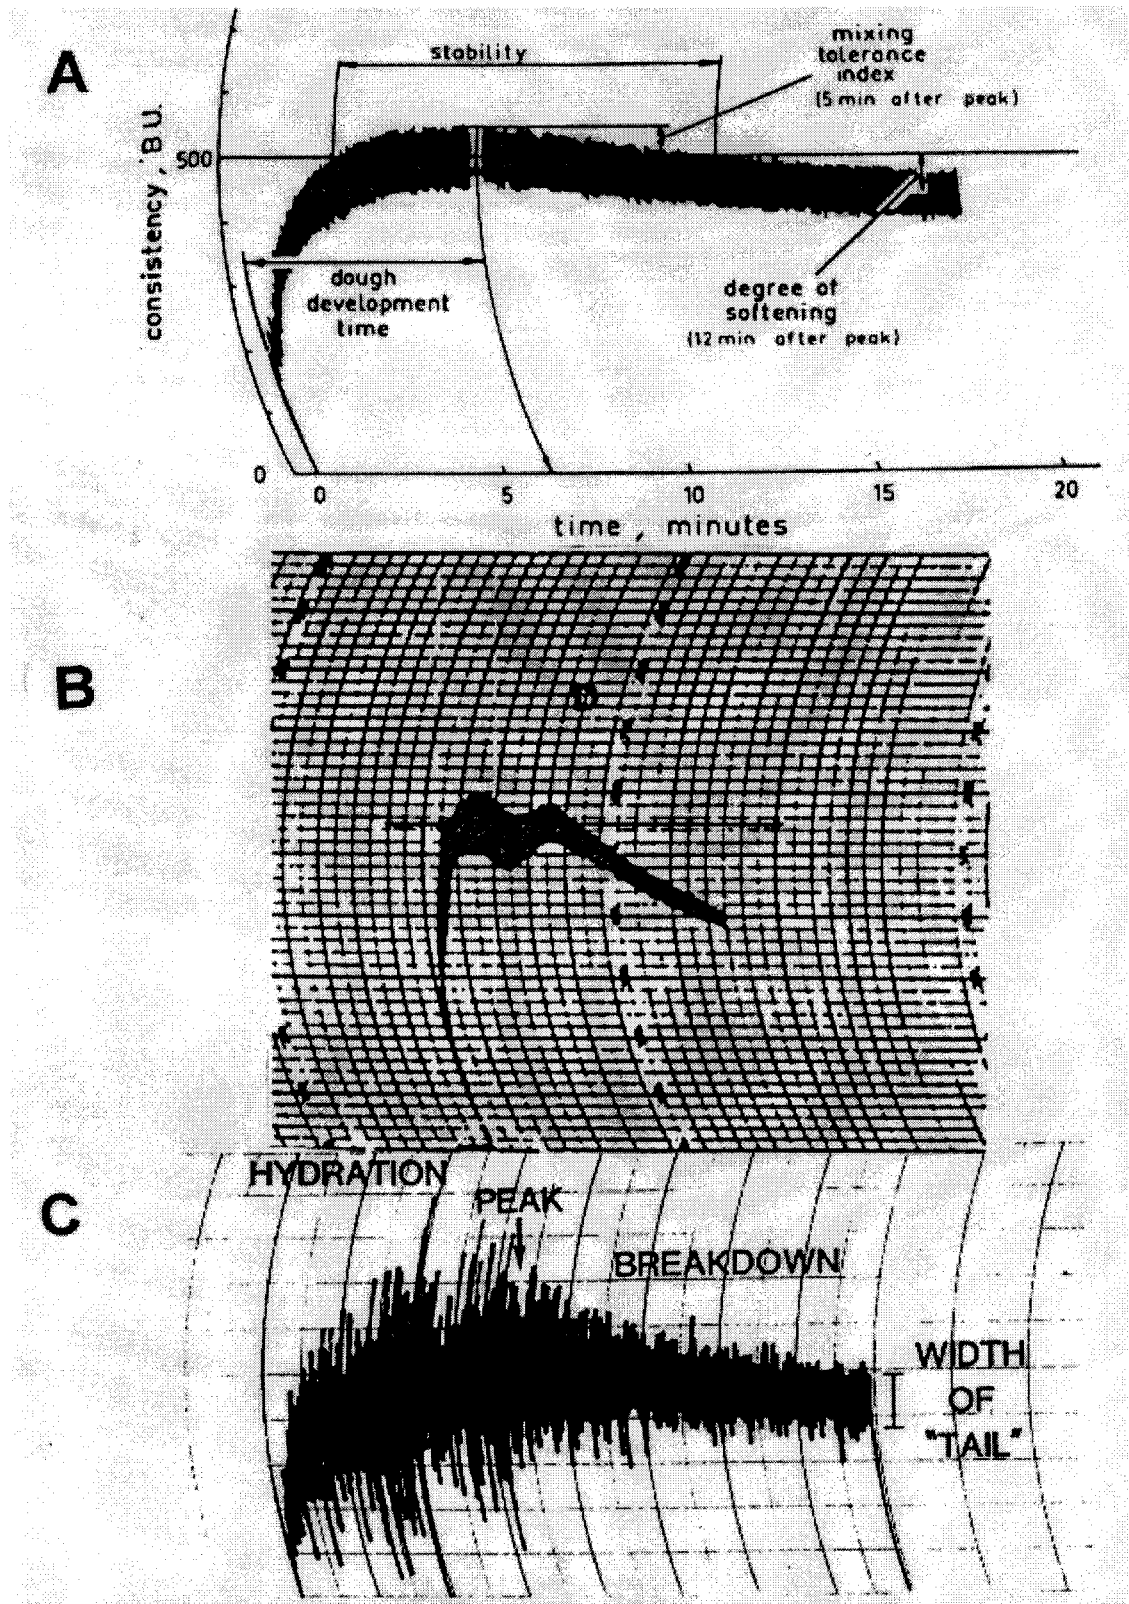 A
stability
mixing
tolerance
index
(5 min after peak)
consistency, B.U.
500
dough
development
time
degree of
softening
(12 min after peak)
0
0 5 10 15 20
time, minutes
B
C
HYDRATION
PEAK
BREAKDOWN
WIDTH
OF
"TAIL"